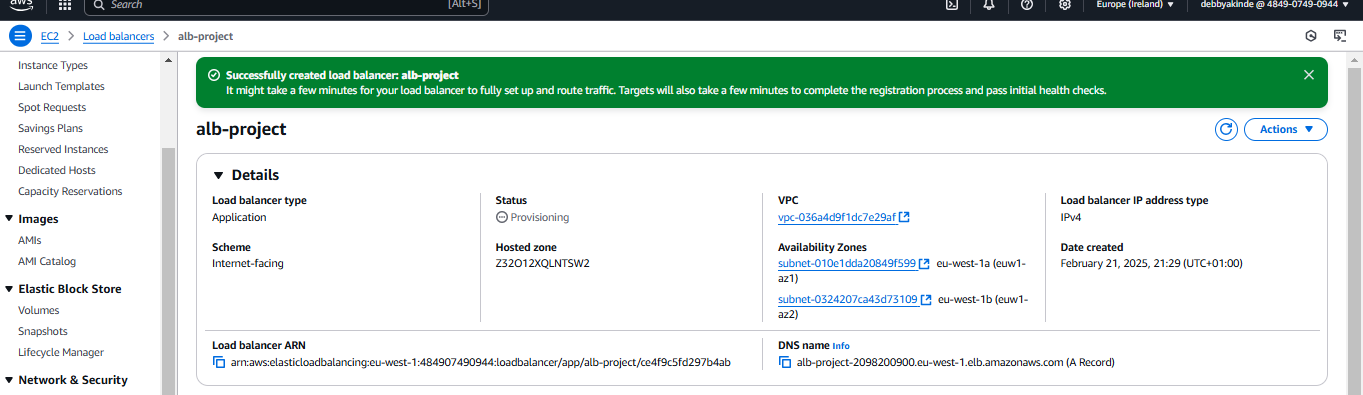 aws
Search
[Alt+S]
Europe (Ireland)
debbyakinde @ 4849-0749-0944
EC2
Load balancers
alb-project
Instance Types
Launch Templates
Spot Requests
Savings Plans
Reserved Instances
Dedicated Hosts
Capacity Reservations
Images
AMIs
AMI Catalog
Elastic Block Store
Volumes
Snapshots
Lifecycle Manager
Network & Security
Successfully created load balancer: alb-project
It might take a few minutes for your load balancer to fully set up and route traffic. Targets will also take a few minutes to complete the registration process and pass initial health checks.
alb-project
Actions
Details
Load balancer type
Application
Status
Provisioning
VPC
vpc-036a4d9f1dc7e29af
Load balancer IP address type
IPv4
Scheme
Internet-facing
Hosted zone
Z32O12XQLNTSW2
Availability Zones
subnet-010e1dda20849f599 eu-west-1a (euw1-
az1)
subnet-0324207ca43d73109 eu-west-1b (euw1-
az2)
Date created
February 21, 2025, 21:29 (UTC+01:00)
Load balancer ARN
arn:aws:elasticloadbalancing:eu-west-1:484907490944:loadbalancer/app/alb-project/ce4f9c5fd297b4ab
DNS name Info
alb-project-2098200900.eu-west-1.elb.amazonaws.com (A Record)